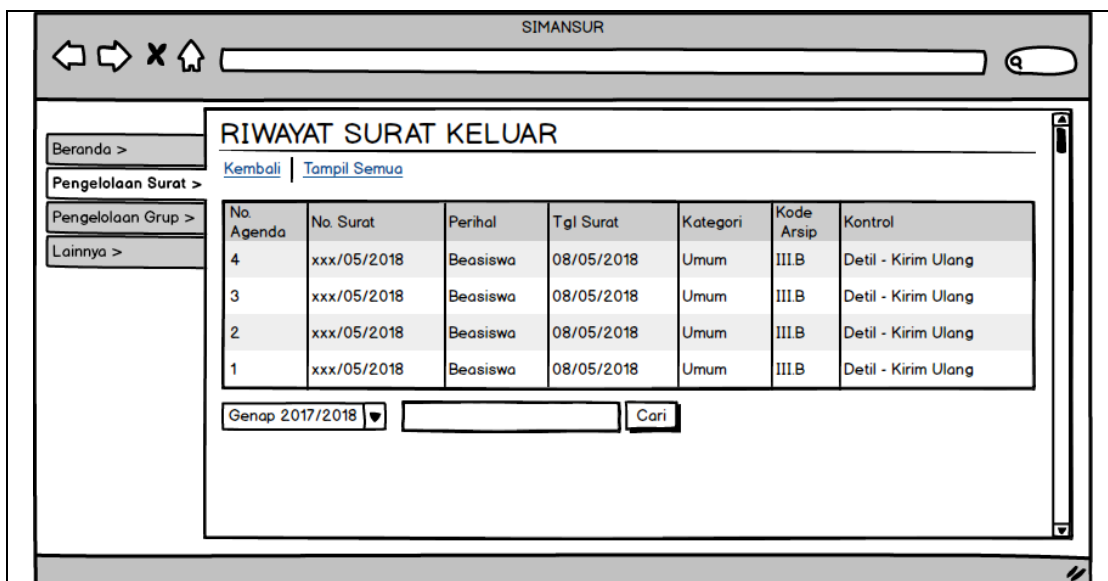 SIMANSUR
Beranda >
Pengelolaan Surat >
Pengelolaan Grup >
Lainnya >
RIWAYAT SURAT KELUAR
Kembali Tampil Semua
No. Agenda No. Surat Perihal Tgl Surat Kategori Kode Arsip Kontrol
4 xxx/05/2018 Beasiswa 08/05/2018 Umum III.B Detil - Kirim Ulang
3 xxx/05/2018 Beasiswa 08/05/2018 Umum III.B Detil - Kirim Ulang
2 xxx/05/2018 Beasiswa 08/05/2018 Umum III.B Detil - Kirim Ulang
1 xxx/05/2018 Beasiswa 08/05/2018 Umum III.B Detil - Kirim Ulang
Genap 2017/2018 Cari